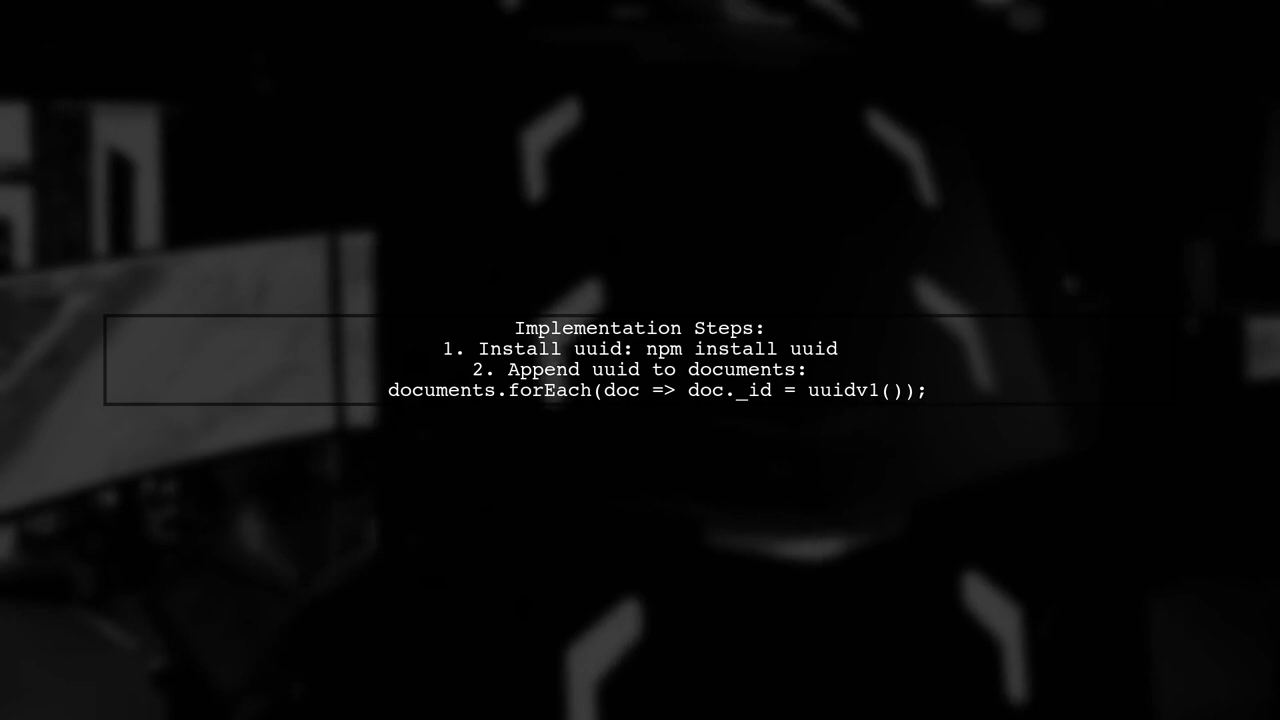 Implementation Steps:
1. Install uuid: npm install uuid
2. Append uuid to documents:
documents.forEach(doc => doc._id = uuidv1());